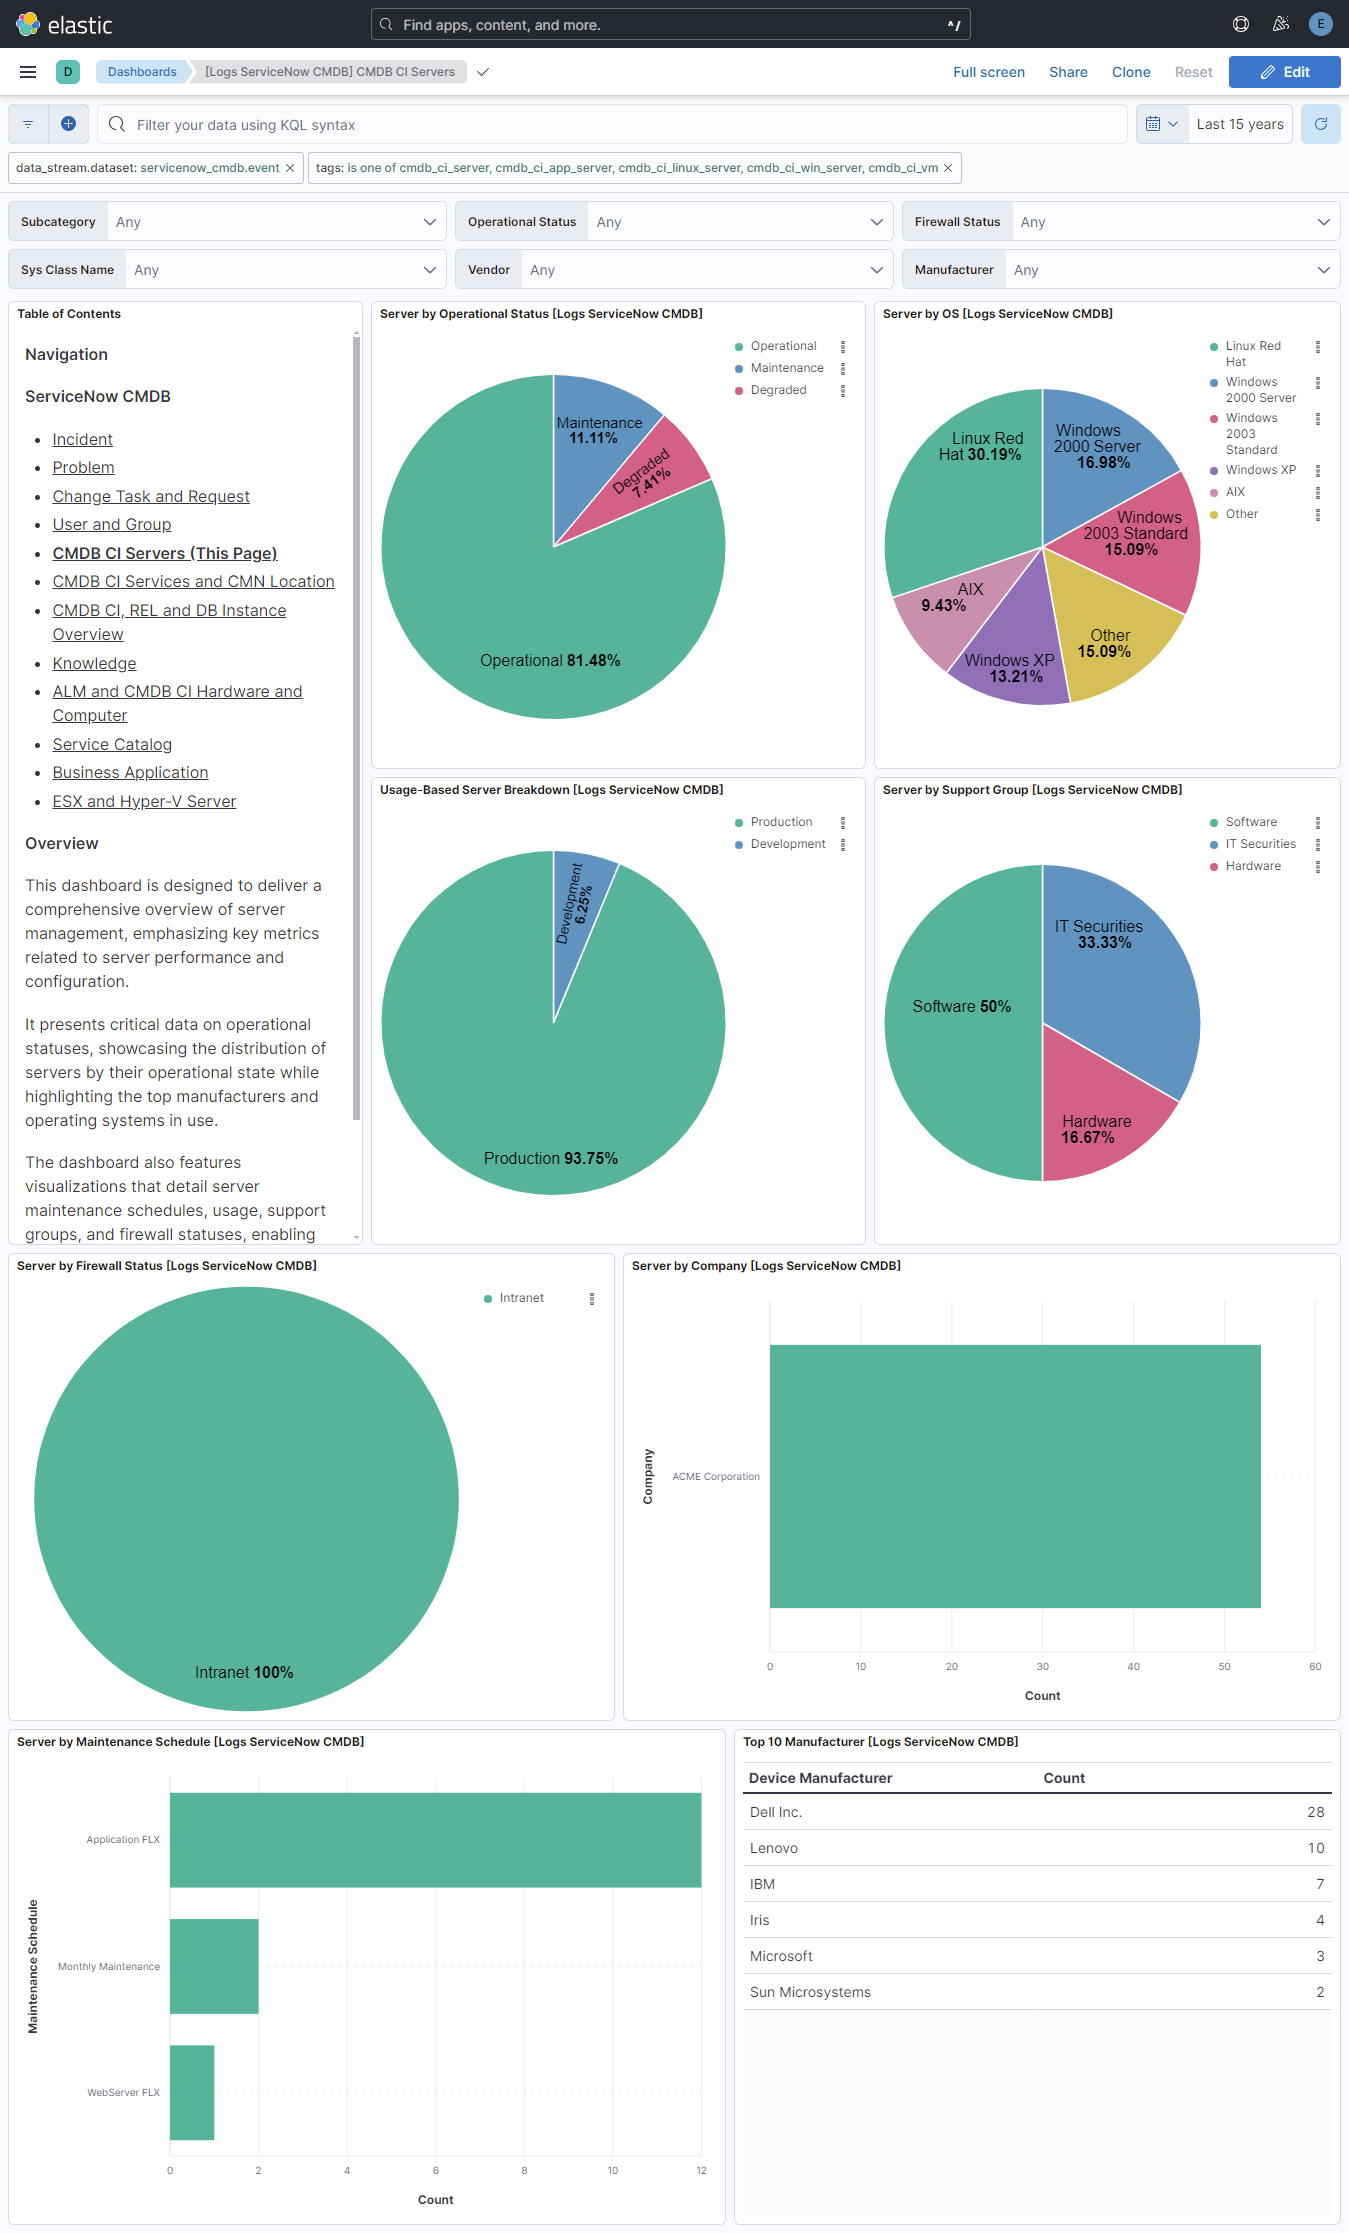 elastic
Find apps, content, and more.
^/
E
D
Dashboards
[Logs ServiceNow CMDB] CMDB CI Servers
Full screen
Share
Clone
Reset
Edit
Filter your data using KQL syntax
Last 15 years
data_stream.dataset: servicenow_cmdb.event
tags: is one of cmdb_ci_server, cmdb_ci_app_server, cmdb_ci_linux_server, cmdb_ci_win_server, cmdb_ci_vm
Subcategory Any
Operational Status Any
Firewall Status Any
Sys Class Name Any
Vendor Any
Manufacturer Any
Table of Contents
Navigation
ServiceNow CMDB
Incident
Problem
Change Task and Request
User and Group
CMDB CI Servers (This Page)
CMDB CI Services and CMN Location
CMDB CI, REL and DB Instance
Overview
Knowledge
ALM and CMDB CI Hardware and
Computer
Service Catalog
Business Application
ESX and Hyper-V Server
Overview
This dashboard is designed to deliver a
comprehensive overview of server
management, emphasizing key metrics
related to server performance and
configuration.
It presents critical data on operational
statuses, showcasing the distribution of
servers by their operational state while
highlighting the top manufacturers and
operating systems in use.
The dashboard also features
visualizations that detail server
maintenance schedules, usage, support
groups, and firewall statuses, enabling
Server by Operational Status [Logs ServiceNow CMDB]
Operational
Maintenance
Degraded
Maintenance
11.11%
Degraded
7.41%
Operational 81.48%
Server by OS [Logs ServiceNow CMDB]
Linux Red
Hat
Windows
2000 Server
Windows
2003
Standard
Windows XP
AIX
Other
Linux Red
Hat 30.19%
Windows
2000 Server
16.98%
Windows
2003 Standard
15.09%
AIX
9.43%
Other
15.09%
Windows XP
13.21%
Usage-Based Server Breakdown [Logs ServiceNow CMDB]
Production
Development
Development
6.25%
Production 93.75%
Server by Support Group [Logs ServiceNow CMDB]
Software
IT Securities
Hardware
IT Securities
33.33%
Software 50%
Hardware
16.67%
Server by Firewall Status [Logs ServiceNow CMDB]
Intranet
Intranet 100%
Server by Company [Logs ServiceNow CMDB]
Company
ACME Corporation
0 10 20 30 40 50 60
Count
Server by Maintenance Schedule [Logs ServiceNow CMDB]
Maintenance Schedule
Application FLX
Monthly Maintenance
WebServer FLX
0 2 4 6 8 10 12
Count
Top 10 Manufacturer [Logs ServiceNow CMDB]
Device Manufacturer Count
Dell Inc. 28
Lenovo 10
IBM 7
Iris 4
Microsoft 3
Sun Microsystems 2